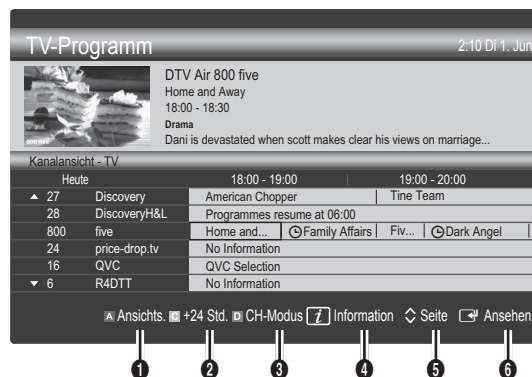 TV-Programm 2:10 Di 1. Jun
DTV Air 800 five
Home and Away
18:00 - 18:30
Drama
Dani is devastated when scott makes clear his views on marriage...
800 five
Kanalansicht - TV
Heute 18:00 - 19:00 19:00 - 20:00
▲ 27 Discovery American Chopper Tine Team
28 DiscoveryH&L Programmes resume at 06:00
800 five Home and... Family Affairs Fiv... Dark Angel
24 price-drop.tv No Information
16 QVC QVC Selection
▼ 6 R4DTT No Information
A Ansichts. C +24 Std. D CH-Modus i Information Seite Ansehen
1 2 3 4 5 6